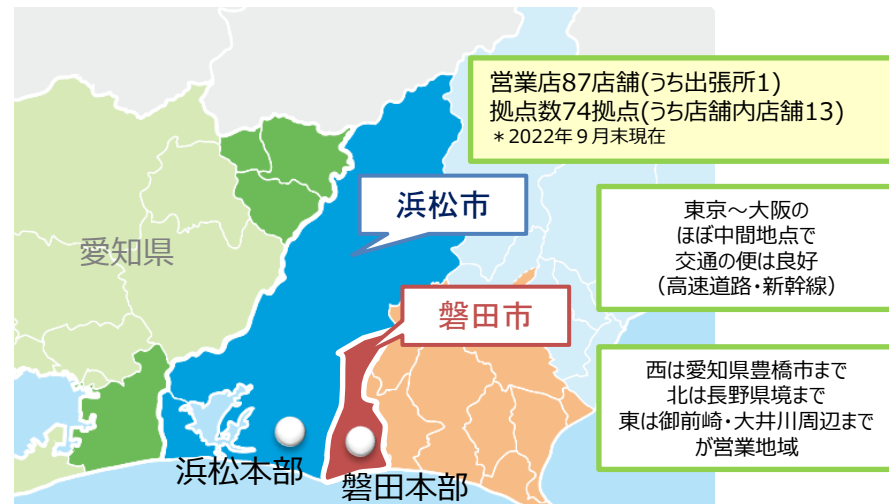 営業店87店舗(うち出張所1)
拠点数74拠点(うち店舗内店舗13)
＊2022年９月末現在
浜松市
東京～大阪の
ほぼ中間地点で
交通の便は良好
（高速道路・新幹線）
愛知県
磐田市
西は愛知県豊橋市まで
北は長野県境まで
東は御前崎・大井川周辺まで
が営業地域
浜松本部
磐田本部